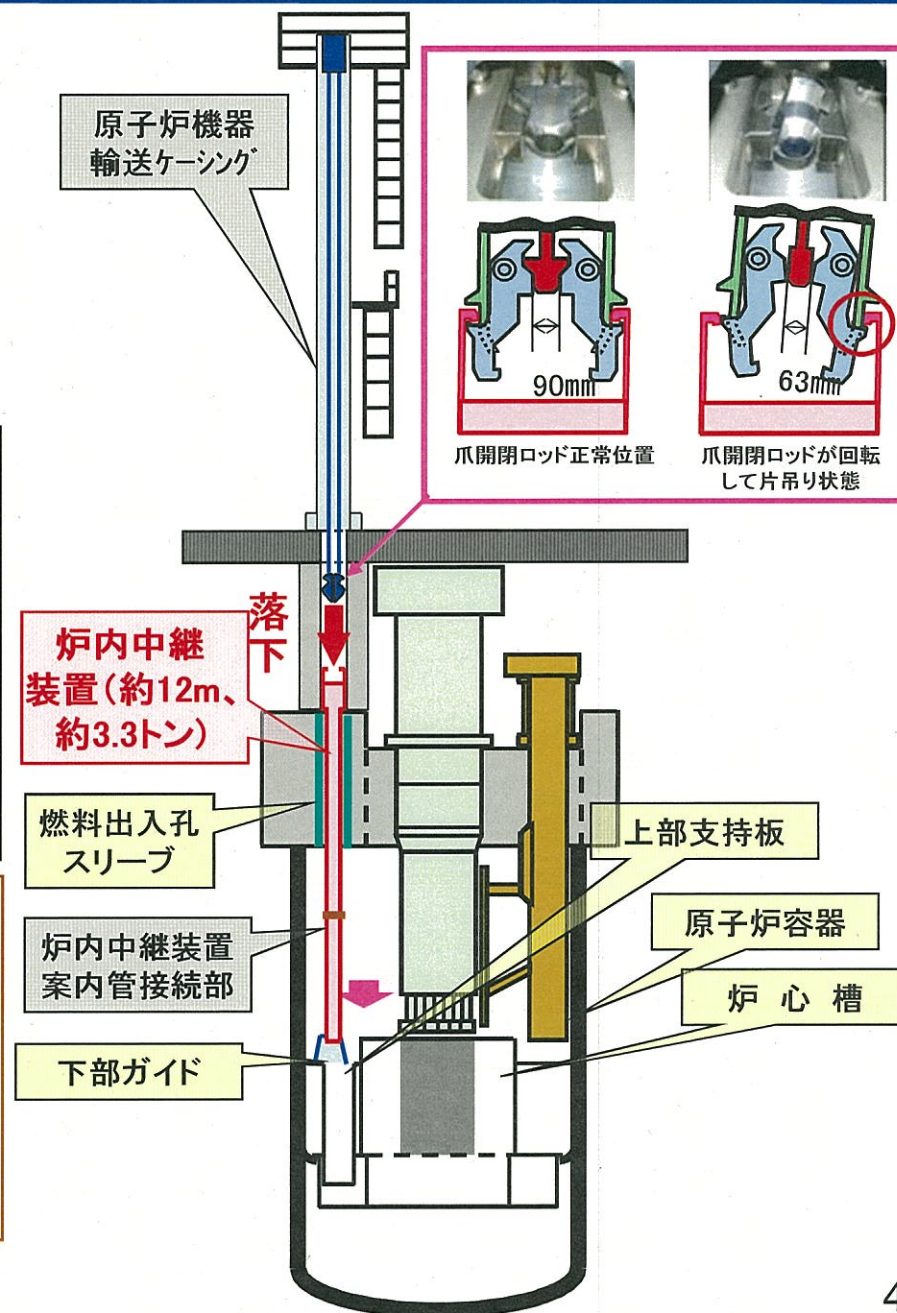 原子炉機器
輸送ケーシング
90mm
63mm
爪開閉ロッド正常位置
爪開閉ロッドが回転
して片吊り状態
落下
炉内中継
装置(約12m、
約3.3トン)
燃料出入孔
スリーブ
上部支持板
炉内中継装置
案内管接続部
原子炉容器
炉心槽
下部ガイド
4